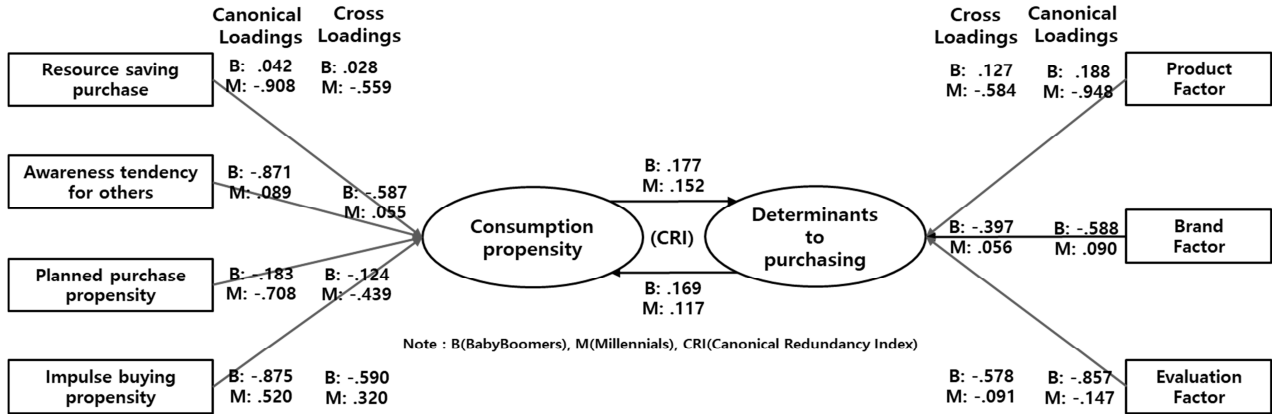 Canonical Loadings
Cross Loadings
Cross Loadings
Canonical Loadings
Resource saving
purchase
B: .042
M: -.908
B: .028
M: -.559
B: .127
M: -.584
B: .188
M: -.948
Product
Factor
Awareness tendency
for others
B: -.871
M: .089
B: -.587
M: .055
B: .177
M: .152
Consumption
propensity
(CRI)
Determinants
to
purchasing
B: -.397
M: .056
B: -.588
M: .090
Brand
Factor
Planned purchase
propensity
B: -.183
M: -.708
B: -.124
M: -.439
B: .169
M: .117
Note : B(BabyBoomers), M(Millennials), CRI(Canonical Redundancy Index)
Impulse buying
propensity
B: -.875
M: .520
B: -.590
M: .320
B: -.578
M: -.091
B: -.857
M: -.147
Evaluation
Factor